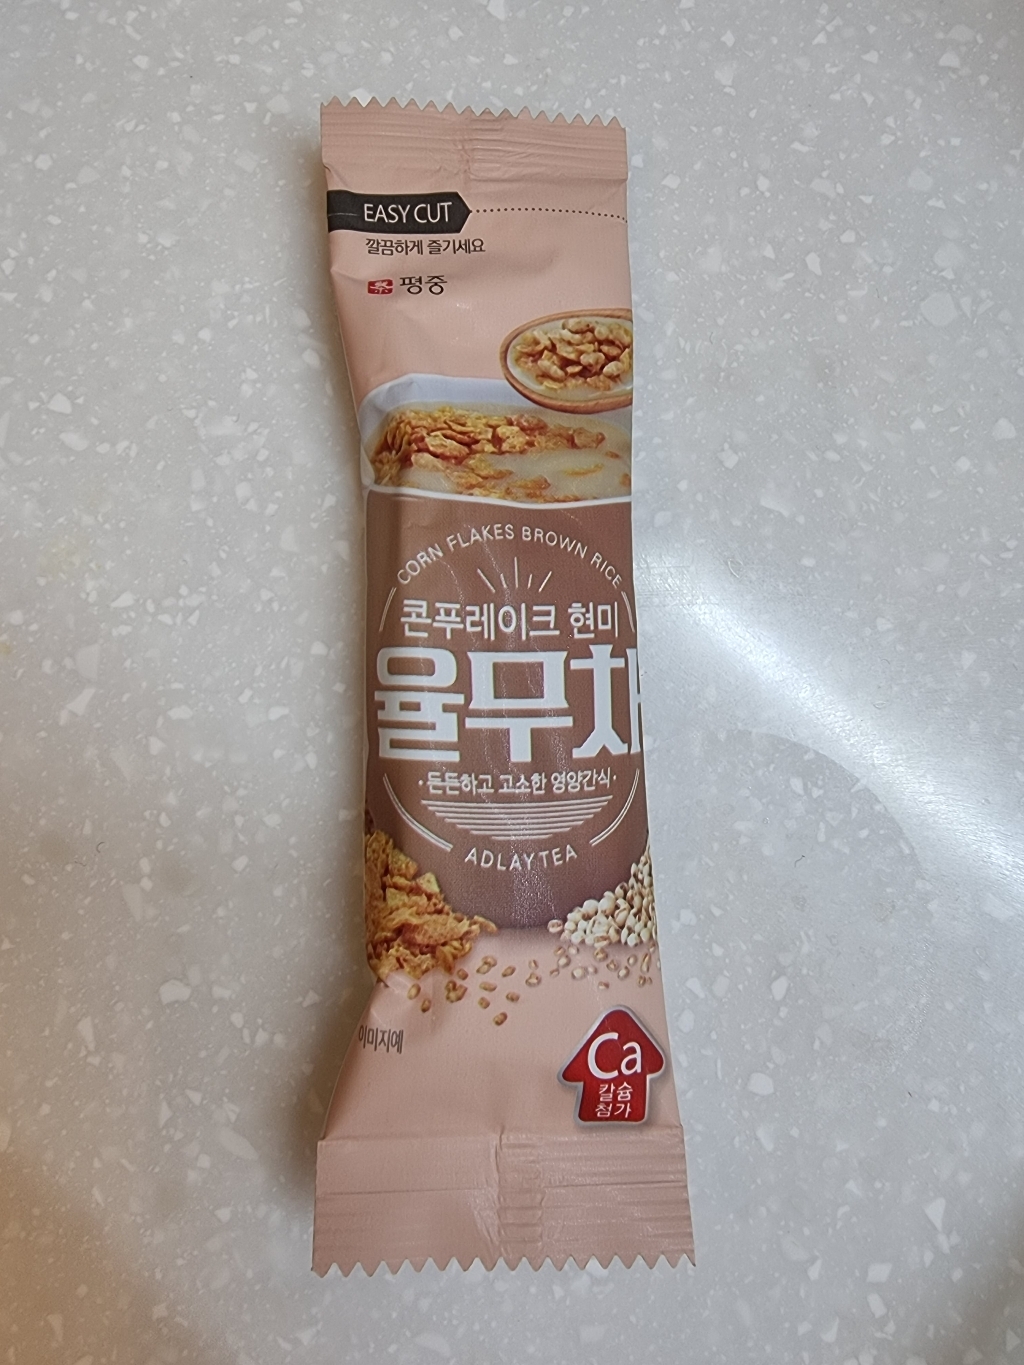 EASY CUT
깔끔하게 즐기세요
평중
CORN FLAKES BROWN RICE
콘푸레이크 현미
율무차
·든든하고 고소한 영양간식·
ADLAY TEA
이미지예
Ca
칼슘
첨가